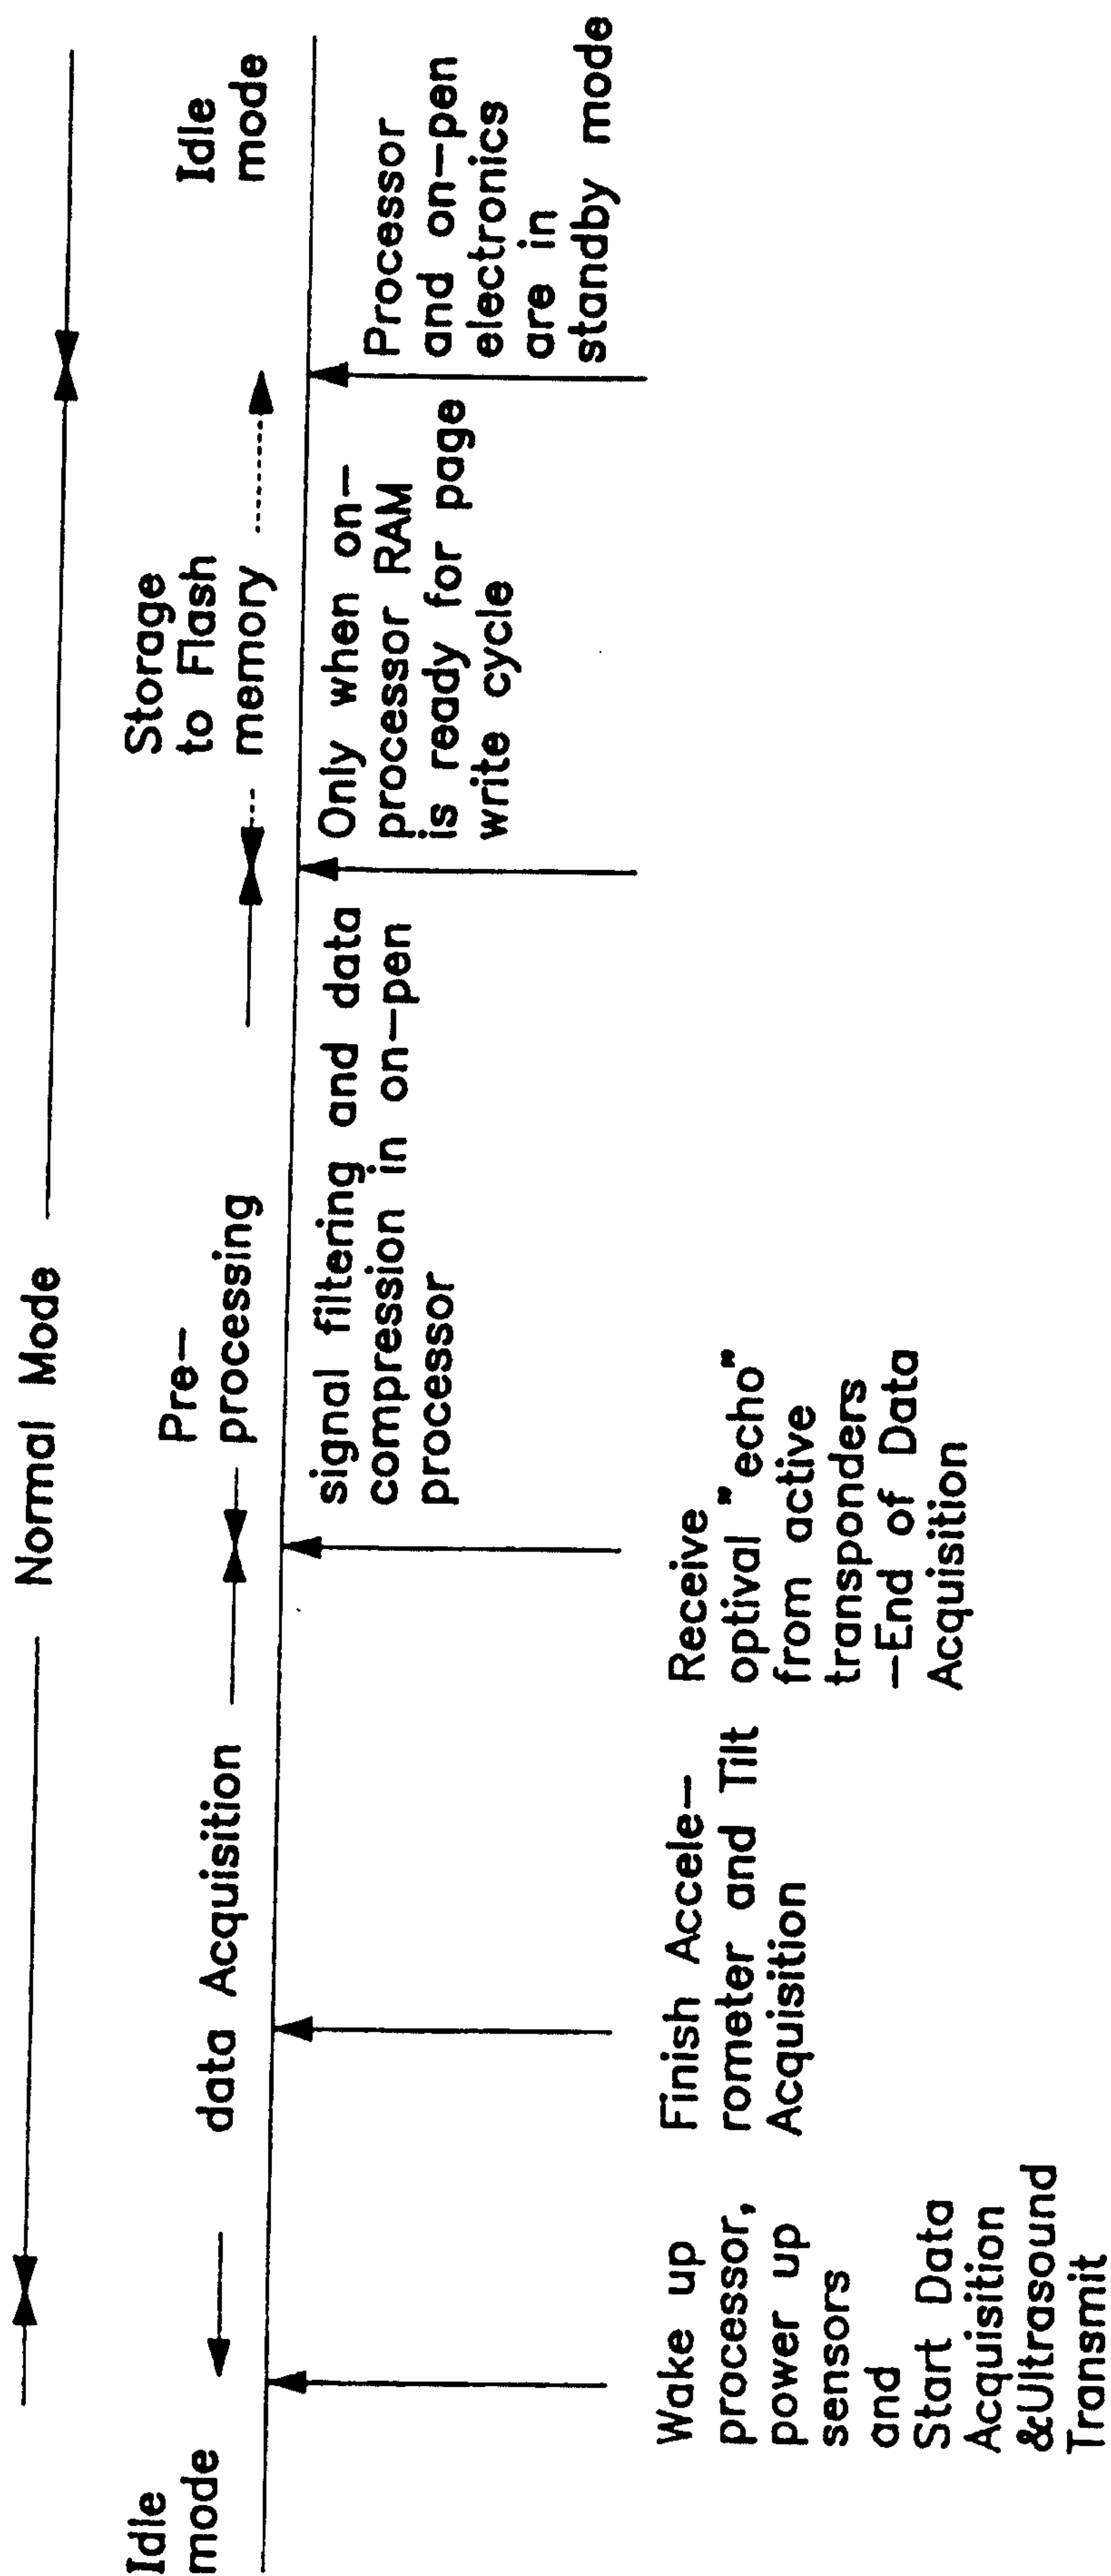 Normal Mode
Idle
mode
data Acquisition
Pre-
processing
Storage
to Flash
memory
Idle
mode
signal filtering and data
compression in on-pen
processor
Only when on-
processor RAM
is ready for page
write cycle
Processor
and on-pen
electronics
are in
standby mode
Wake up
processor,
power up
sensors
and
Start Data
Acquisition
&Ultrasound
Transmit
Finish Accele-
rometer and Tilt
Acquisition
Receive
optival "echo"
from active
transponders
-End of Data
Acquisition